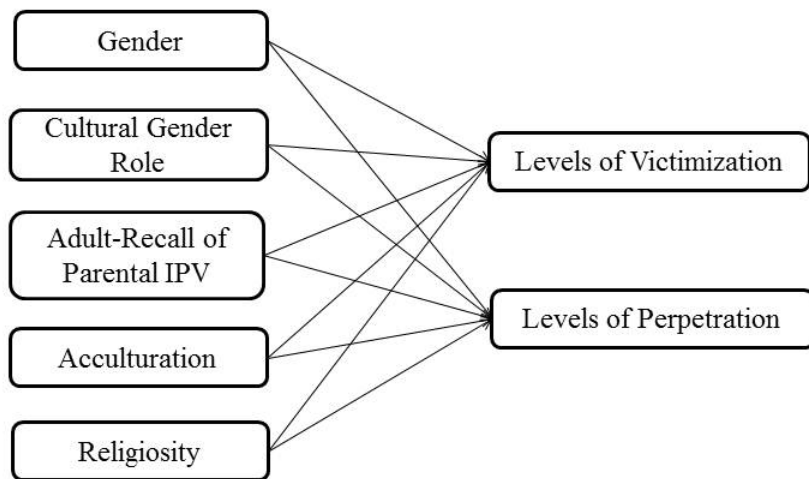 Gender
Cultural Gender
Role
Adult-Recall of
Parental IPV
Acculturation
Religiosity
Levels of Victimization
Levels of Perpetration